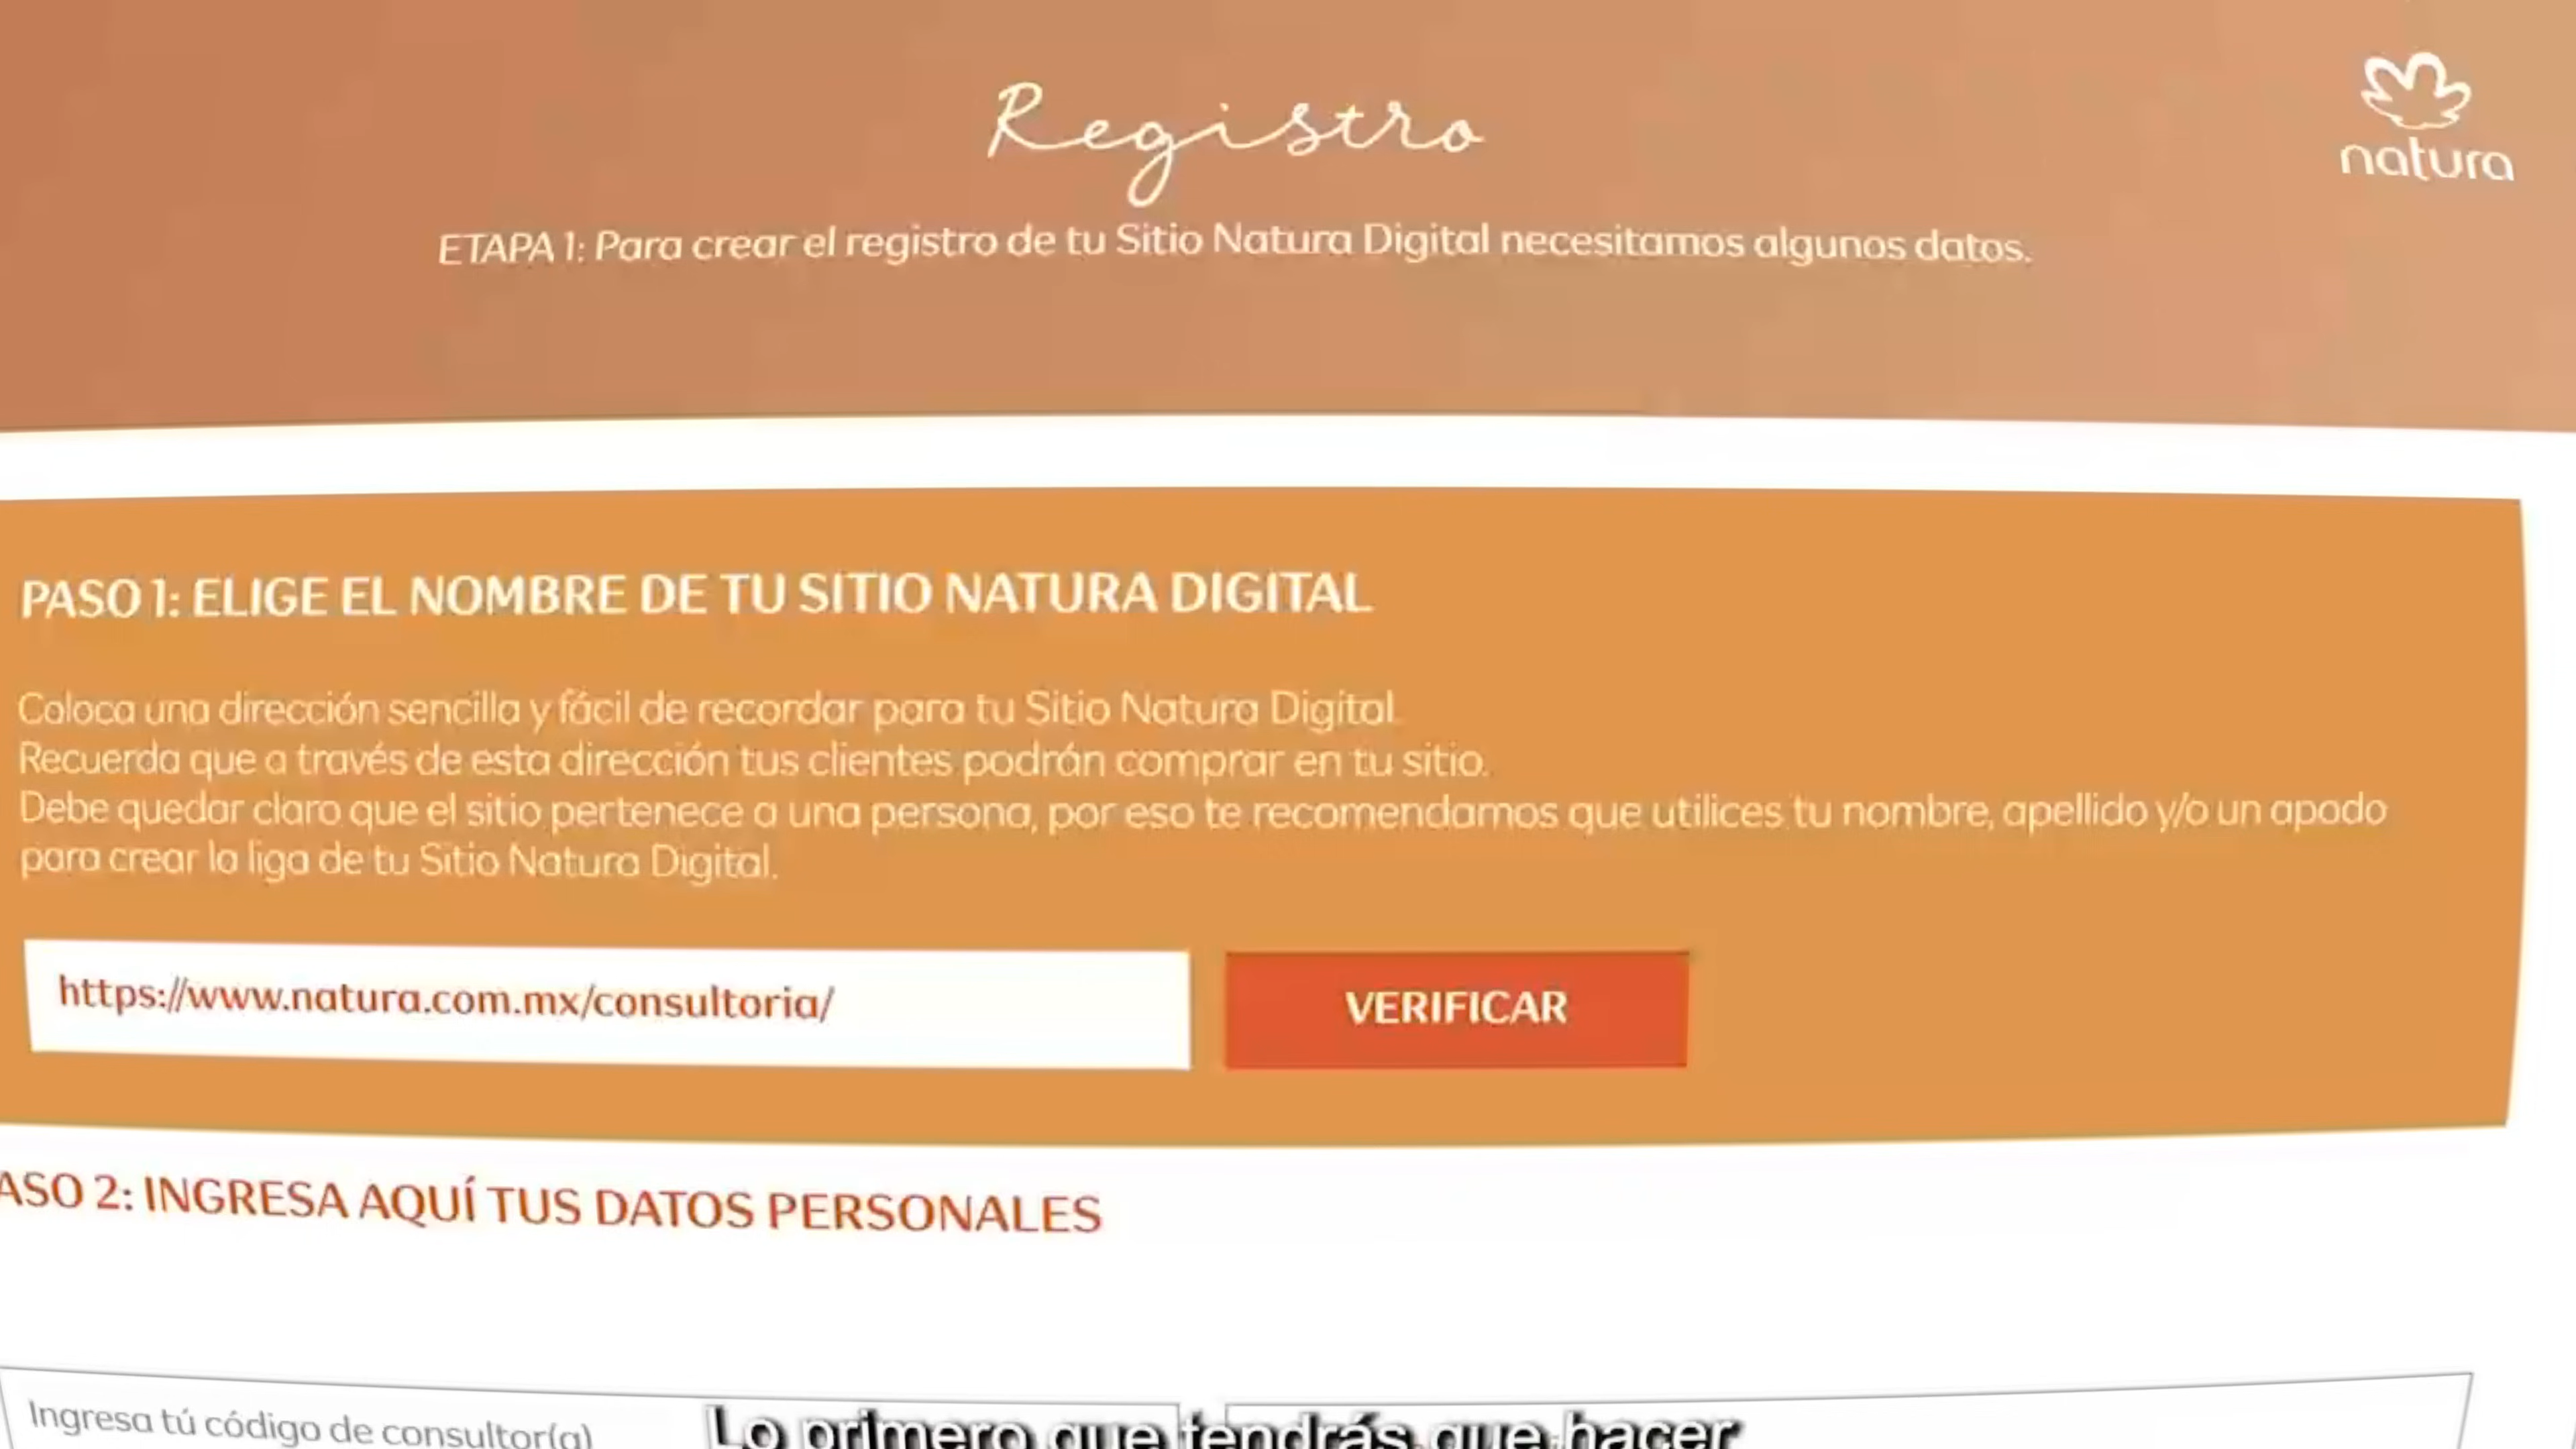 Registro
natura
ETAPA 1: Para crear el registro de tu Sitio Natura Digital necesitamos algunos datos.
PASO 1: ELIGE EL NOMBRE DE TU SITIO NATURA DIGITAL
Coloca una dirección sencilla y fácil de recordar para tu Sitio Natura Digital.
Recuerda que a través de esta dirección tus clientes podrán comprar en tu sitio.
Debe quedar claro que el sitio pertenece a una persona, por eso te recomendamos que utilices tu nombre, apellido y/o un apodo
para crear la liga de tu Sitio Natura Digital.
https://www.natura.com.mx/consultoria/
VERIFICAR
ASO 2: INGRESA AQUÍ TUS DATOS PERSONALES
Ingresa tú código de consultor(a)
Lo primero que tendrás que hacer